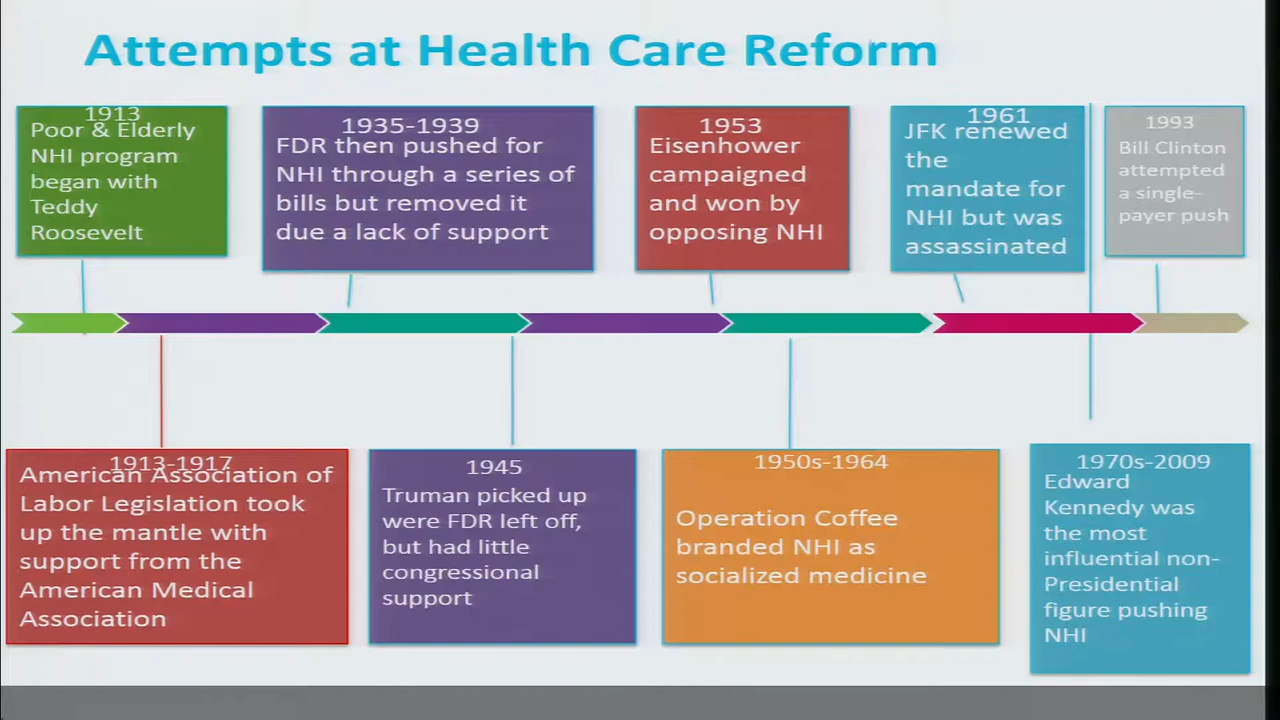 Attempts at Health Care Reform
1913
Poor & Elderly
NHI program
began with
Teddy
Roosevelt
1935-1939
FDR then pushed for
NHI through a series of
bills but removed it
due a lack of support
1953
Eisenhower
campaigned
and won by
opposing NHI
1961
JFK renewed
the
mandate for
NHI but was
assassinated
1993
Bill Clinton
attempted
a single-
payer push
1913-1917
American Association of
Labor Legislation took
up the mantle with
support from the
American Medical
Association
1945
Truman picked up
were FDR left off,
but had little
congressional
support
1950s-1964
Operation Coffee
branded NHI as
socialized medicine
1970s-2009
Edward
Kennedy was
the most
influential non-
Presidential
figure pushing
NHI